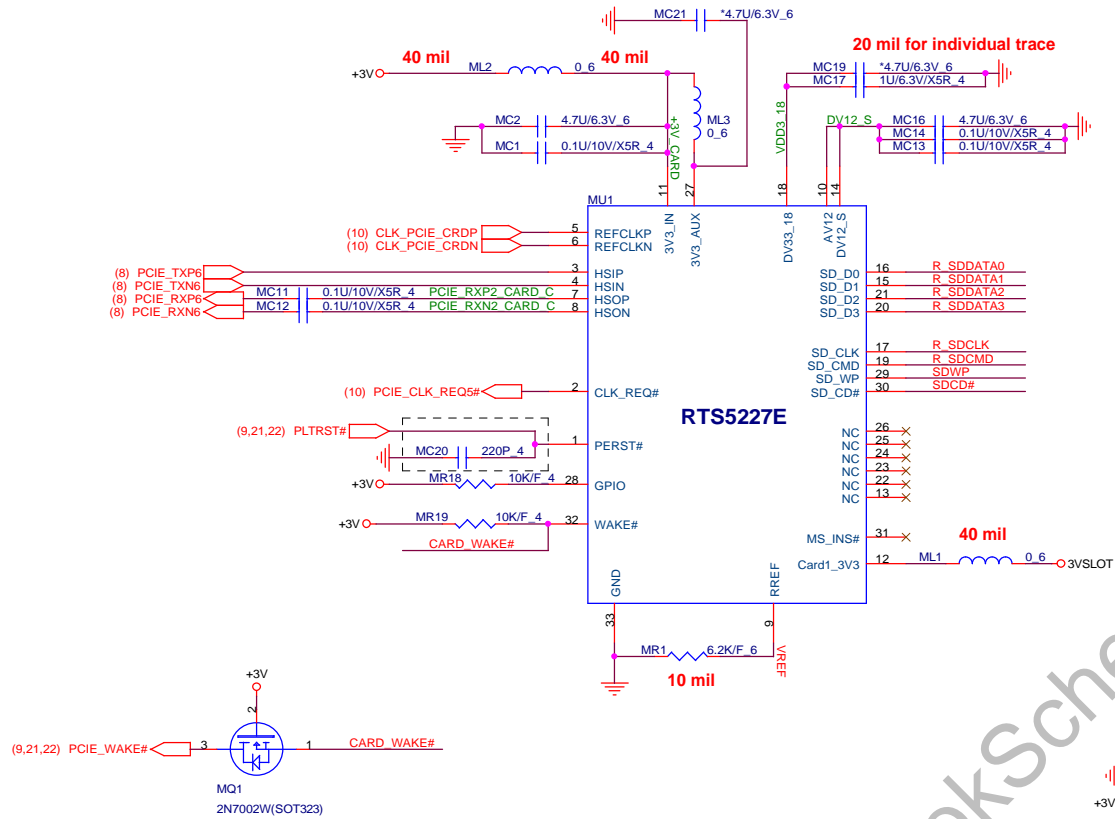 MC21 *4.7U/6.3V_6
40 mil 40 mil 20 mil for individual trace
+3V ML2 0_6
MC19 *4.7U/6.3V_6
MC17 1U/6.3V/X5R_4
ML3
0_6
+3V_CARD
VDD3_18
DV12_S
MC2 4.7U/6.3V_6
MC1 0.1U/10V/X5R_4
MC16 4.7U/6.3V_6
MC14 0.1U/10V/X5R_4
MC13 0.1U/10V/X5R_4
11 27 18 10 14
MU1
3V3_IN 3V3_AUX DV33_18 AV12 DV12_S
(10) CLK_PCIE_CRDP 5 REFCLKP
(10) CLK_PCIE_CRDN 6 REFCLKN
(8) PCIE_TXP6 3 HSIP
(8) PCIE_TXN6 4 HSIN
(8) PCIE_RXP6 MC11 0.1U/10V/X5R_4 PCIE_RXP2_CARD_C 7 HSOP
(8) PCIE_RXN6 MC12 0.1U/10V/X5R_4 PCIE_RXN2_CARD_C 8 HSON
SD_D0 16 R_SDDATA0
SD_D1 15 R_SDDATA1
SD_D2 21 R_SDDATA2
SD_D3 20 R_SDDATA3
SD_CLK 17 R_SDCLK
SD_CMD 19 R_SDCMD
SD_WP 29 SDWP
SD_CD# 30 SDCD#
(10) PCIE_CLK_REQ5# 2 CLK_REQ#
RTS5227E
(9,21,22) PLTRST# 1 PERST#
MC20 220P_4
+3V MR18 10K/F_4 28 GPIO
+3V MR19 10K/F_4 32 WAKE#
CARD_WAKE#
NC 26
NC 25
NC 24
NC 23
NC 22
NC 13
MS_INS# 31
40 mil
Card1_3V3 12 ML1 0_6 3VSLOT
GND RREF
33 9
MR1 6.2K/F_6 VREF
10 mil
+3V
2
(9,21,22) PCIE_WAKE# 3 1 CARD_WAKE#
MQ1
2N7002W(SOT323)
okSche
+3V